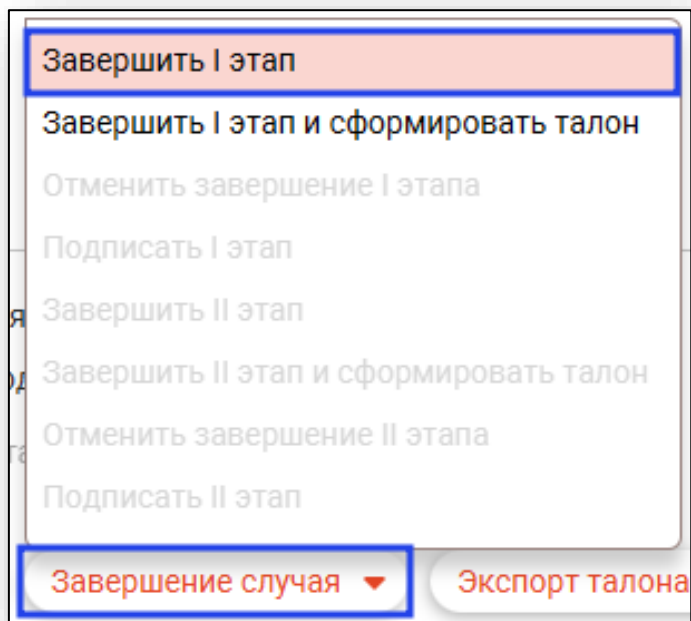 Завершить I этап
Завершить I этап и сформировать талон
Отменить завершение I этапа
Подписать I этап
Завершить II этап
Завершить II этап и сформировать талон
Отменить завершение II этапа
Подписать II этап
Завершение случая
Экспорт талона